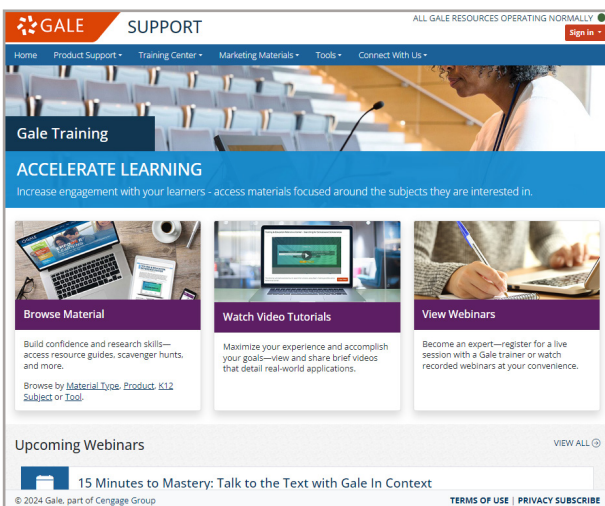 ALL GALE RESOURCES OPERATING NORMALLY
GALE SUPPORT
Sign in
Home Product Support Training Center Marketing Materials Tools Connect With Us
Gale Training
ACCELERATE LEARNING
Increase engagement with your learners - access materials focused around the subjects they are interested in.
Browse Material
Build confidence and research skills—
access resource guides, scavenger hunts,
and more.
Browse by Material Type, Product, K12
Subject or Tool.
Watch Video Tutorials
Maximize your experience and accomplish
your goals—view and share brief videos
that detail real-world applications.
View Webinars
Become an expert—register for a live
session with a Gale trainer or watch
recorded webinars at your convenience.
Upcoming Webinars
VIEW ALL
15 Minutes to Mastery: Talk to the Text with Gale In Context
© 2024 Gale, part of Cengage Group
TERMS OF USE | PRIVACY SUBSCRIBE